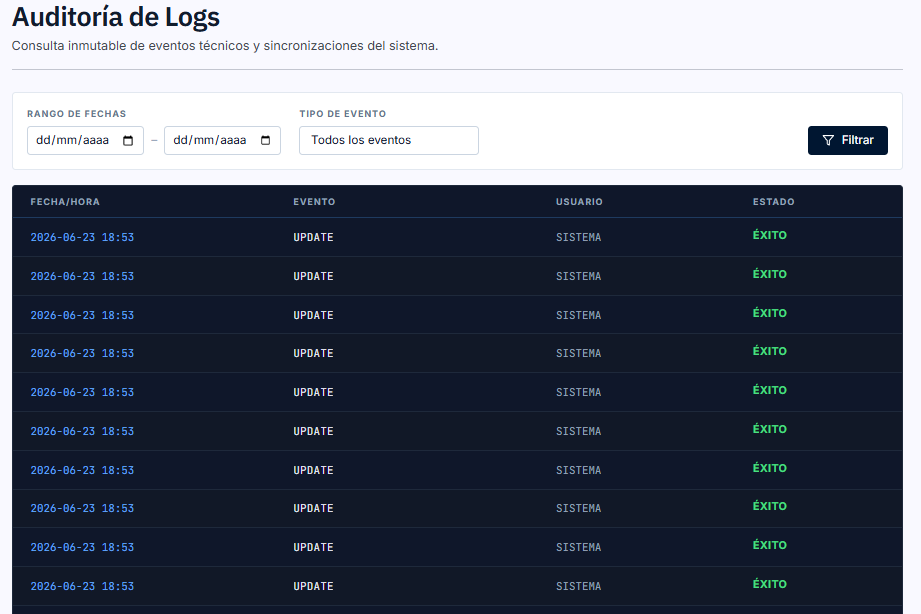 Auditoría de Logs
Consulta inmutable de eventos técnicos y sincronizaciones del sistema.
RANGO DE FECHAS TIPO DE EVENTO
dd/mm/aaaa – dd/mm/aaaa Todos los eventos Filtrar
FECHA/HORA EVENTO USUARIO ESTADO
2026-06-23 18:53 UPDATE SISTEMA ÉXITO
2026-06-23 18:53 UPDATE SISTEMA ÉXITO
2026-06-23 18:53 UPDATE SISTEMA ÉXITO
2026-06-23 18:53 UPDATE SISTEMA ÉXITO
2026-06-23 18:53 UPDATE SISTEMA ÉXITO
2026-06-23 18:53 UPDATE SISTEMA ÉXITO
2026-06-23 18:53 UPDATE SISTEMA ÉXITO
2026-06-23 18:53 UPDATE SISTEMA ÉXITO
2026-06-23 18:53 UPDATE SISTEMA ÉXITO
2026-06-23 18:53 UPDATE SISTEMA ÉXITO